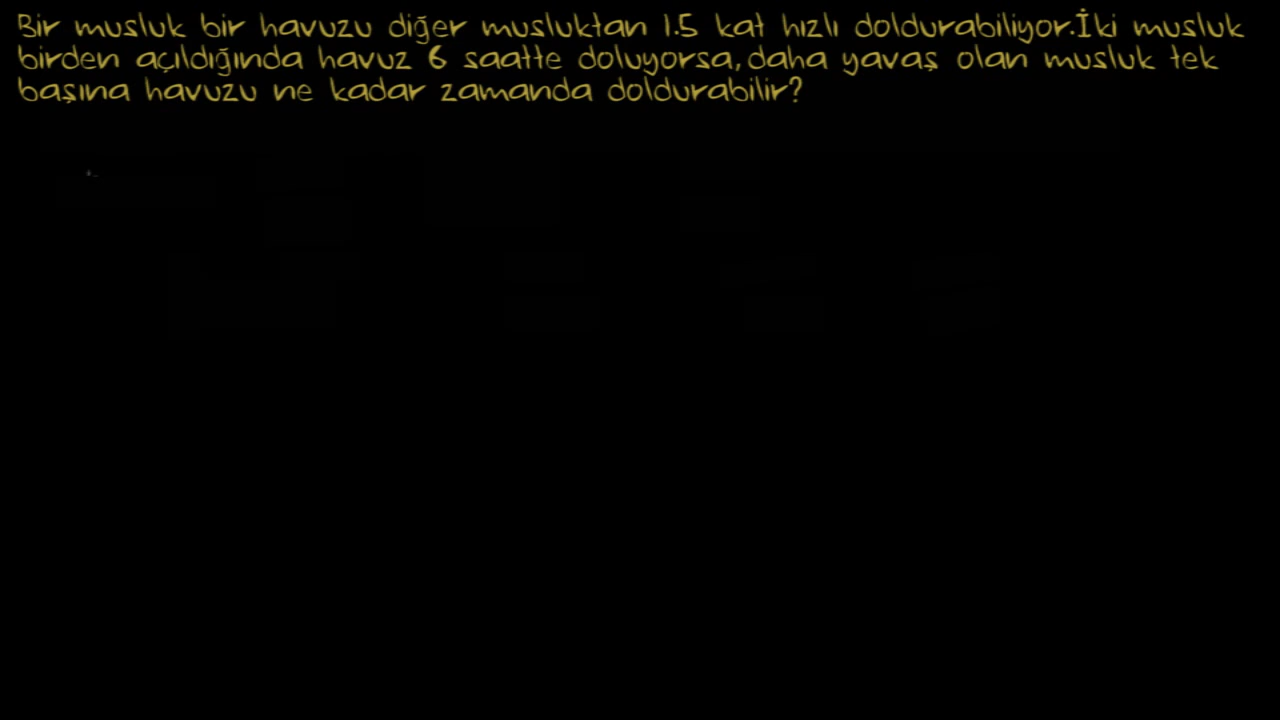 Bir musluk bir havuzu diğer musluktan 1.5 kat hızlı doldurabiliyor.İki musluk
birden açıldığında havuz 6 saatte doluyorsa, daha yavaş olan musluk tek
başına havuzu ne kadar zamanda doldurabilir?